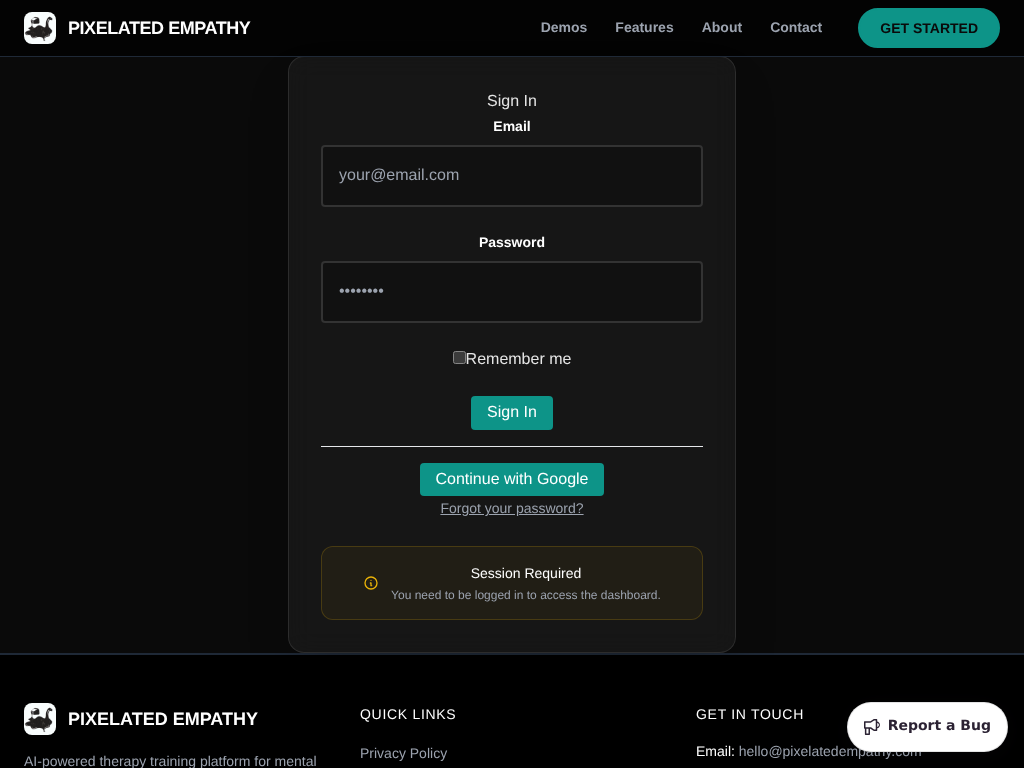 PIXELATED EMPATHY
Demos
Features
About
Contact
GET STARTED
Sign In
Email
your@email.com
Password
••••••••
Remember me
Sign In
Continue with Google
Forgot your password?
Session Required
You need to be logged in to access the dashboard.
PIXELATED EMPATHY
AI-powered therapy training platform for mental
QUICK LINKS
Privacy Policy
GET IN TOUCH
Email: hello@pixelatedempathy.com
Report a Bug